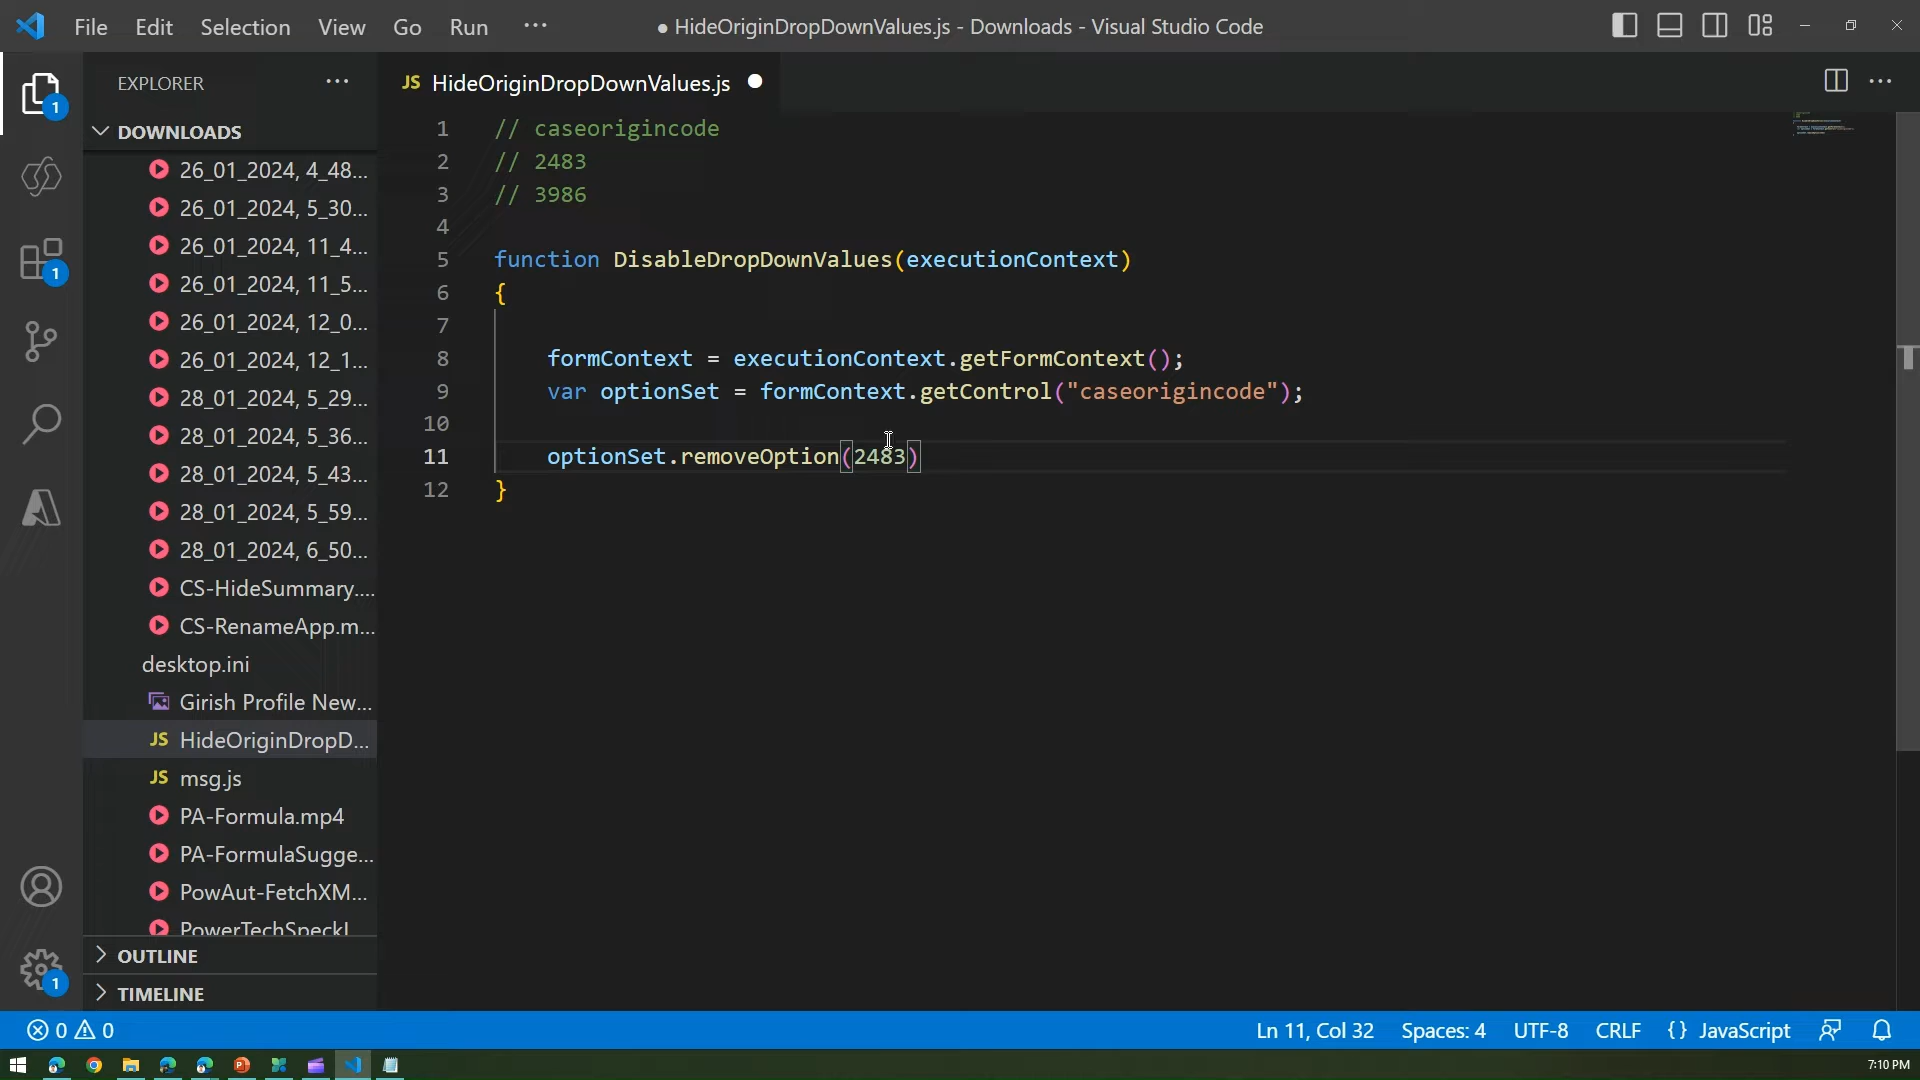 File Edit Selection View Go Run ···
● HideOriginDropDownValues.js - Downloads - Visual Studio Code
EXPLORER ···
DOWNLOADS
26_01_2024, 4_48...
26_01_2024, 5_30...
26_01_2024, 11_4...
26_01_2024, 11_5...
26_01_2024, 12_0...
26_01_2024, 12_1...
28_01_2024, 5_29...
28_01_2024, 5_36...
28_01_2024, 5_43...
28_01_2024, 5_59...
28_01_2024, 6_50...
CS-HideSummary....
CS-RenameApp.m...
desktop.ini
Girish Profile New...
JS HideOriginDropD...
JS msg.js
PA-Formula.mp4
PA-FormulaSugge...
PowAut-FetchXM...
PowerTechSpeckl
OUTLINE
TIMELINE
1
1
1
JS HideOriginDropDownValues.js ●
1 // caseorigincode
2 // 2483
3 // 3986
4
5 function DisableDropDownValues(executionContext)
6 {
7
8 formContext = executionContext.getFormContext();
9 var optionSet = formContext.getControl("caseorigincode");
10
11 optionSet.removeOption(2483)
12 }
0 0
Ln 11, Col 32 Spaces: 4 UTF-8 CRLF {} JavaScript
7:10 PM